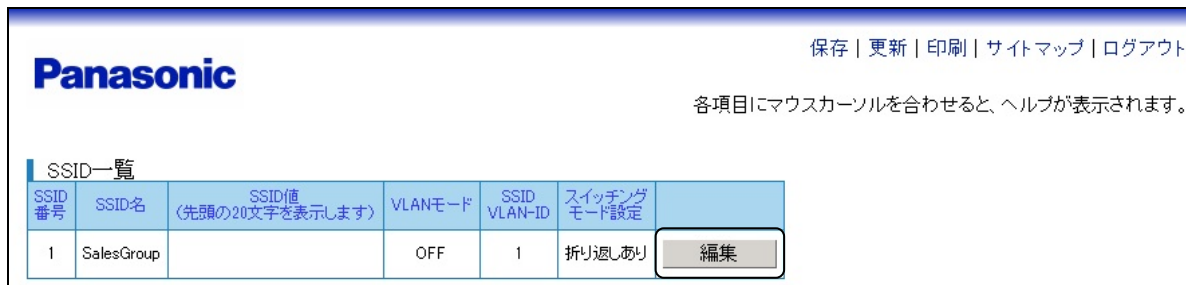 保存 | 更新 | 印刷 | サイトマップ | ログアウト
Panasonic
各項目にマウスカーソルを合わせると、ヘルプが表示されます。
SSID一覧
SSID番号 SSID名 SSID値(先頭の20文字を表示します) VLANモード SSID VLAN-ID スイッチングモード設定
1 SalesGroup OFF 1 折り返しあり 編集